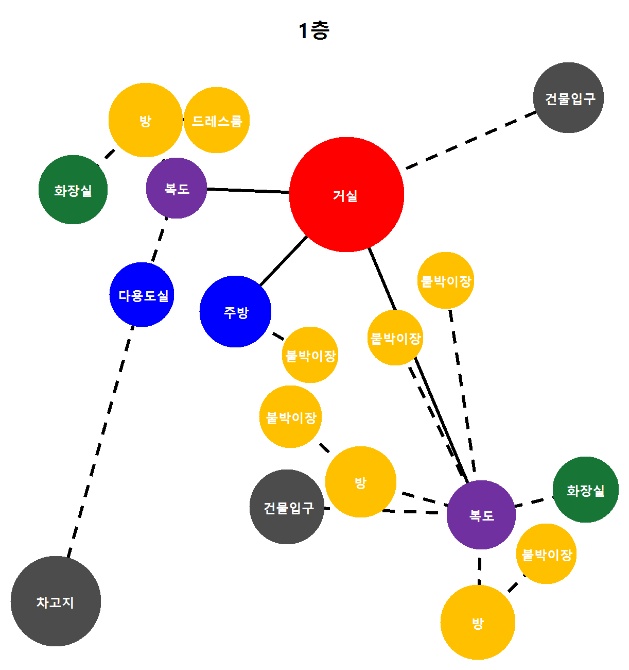 1층
건물입구
방
드레스룸
화장실
복도
거실
붙박이장
다용도실
주방
붙박이장
붙박이장
붙박이장
방
건물입구
화장실
복도
붙박이장
차고지
방